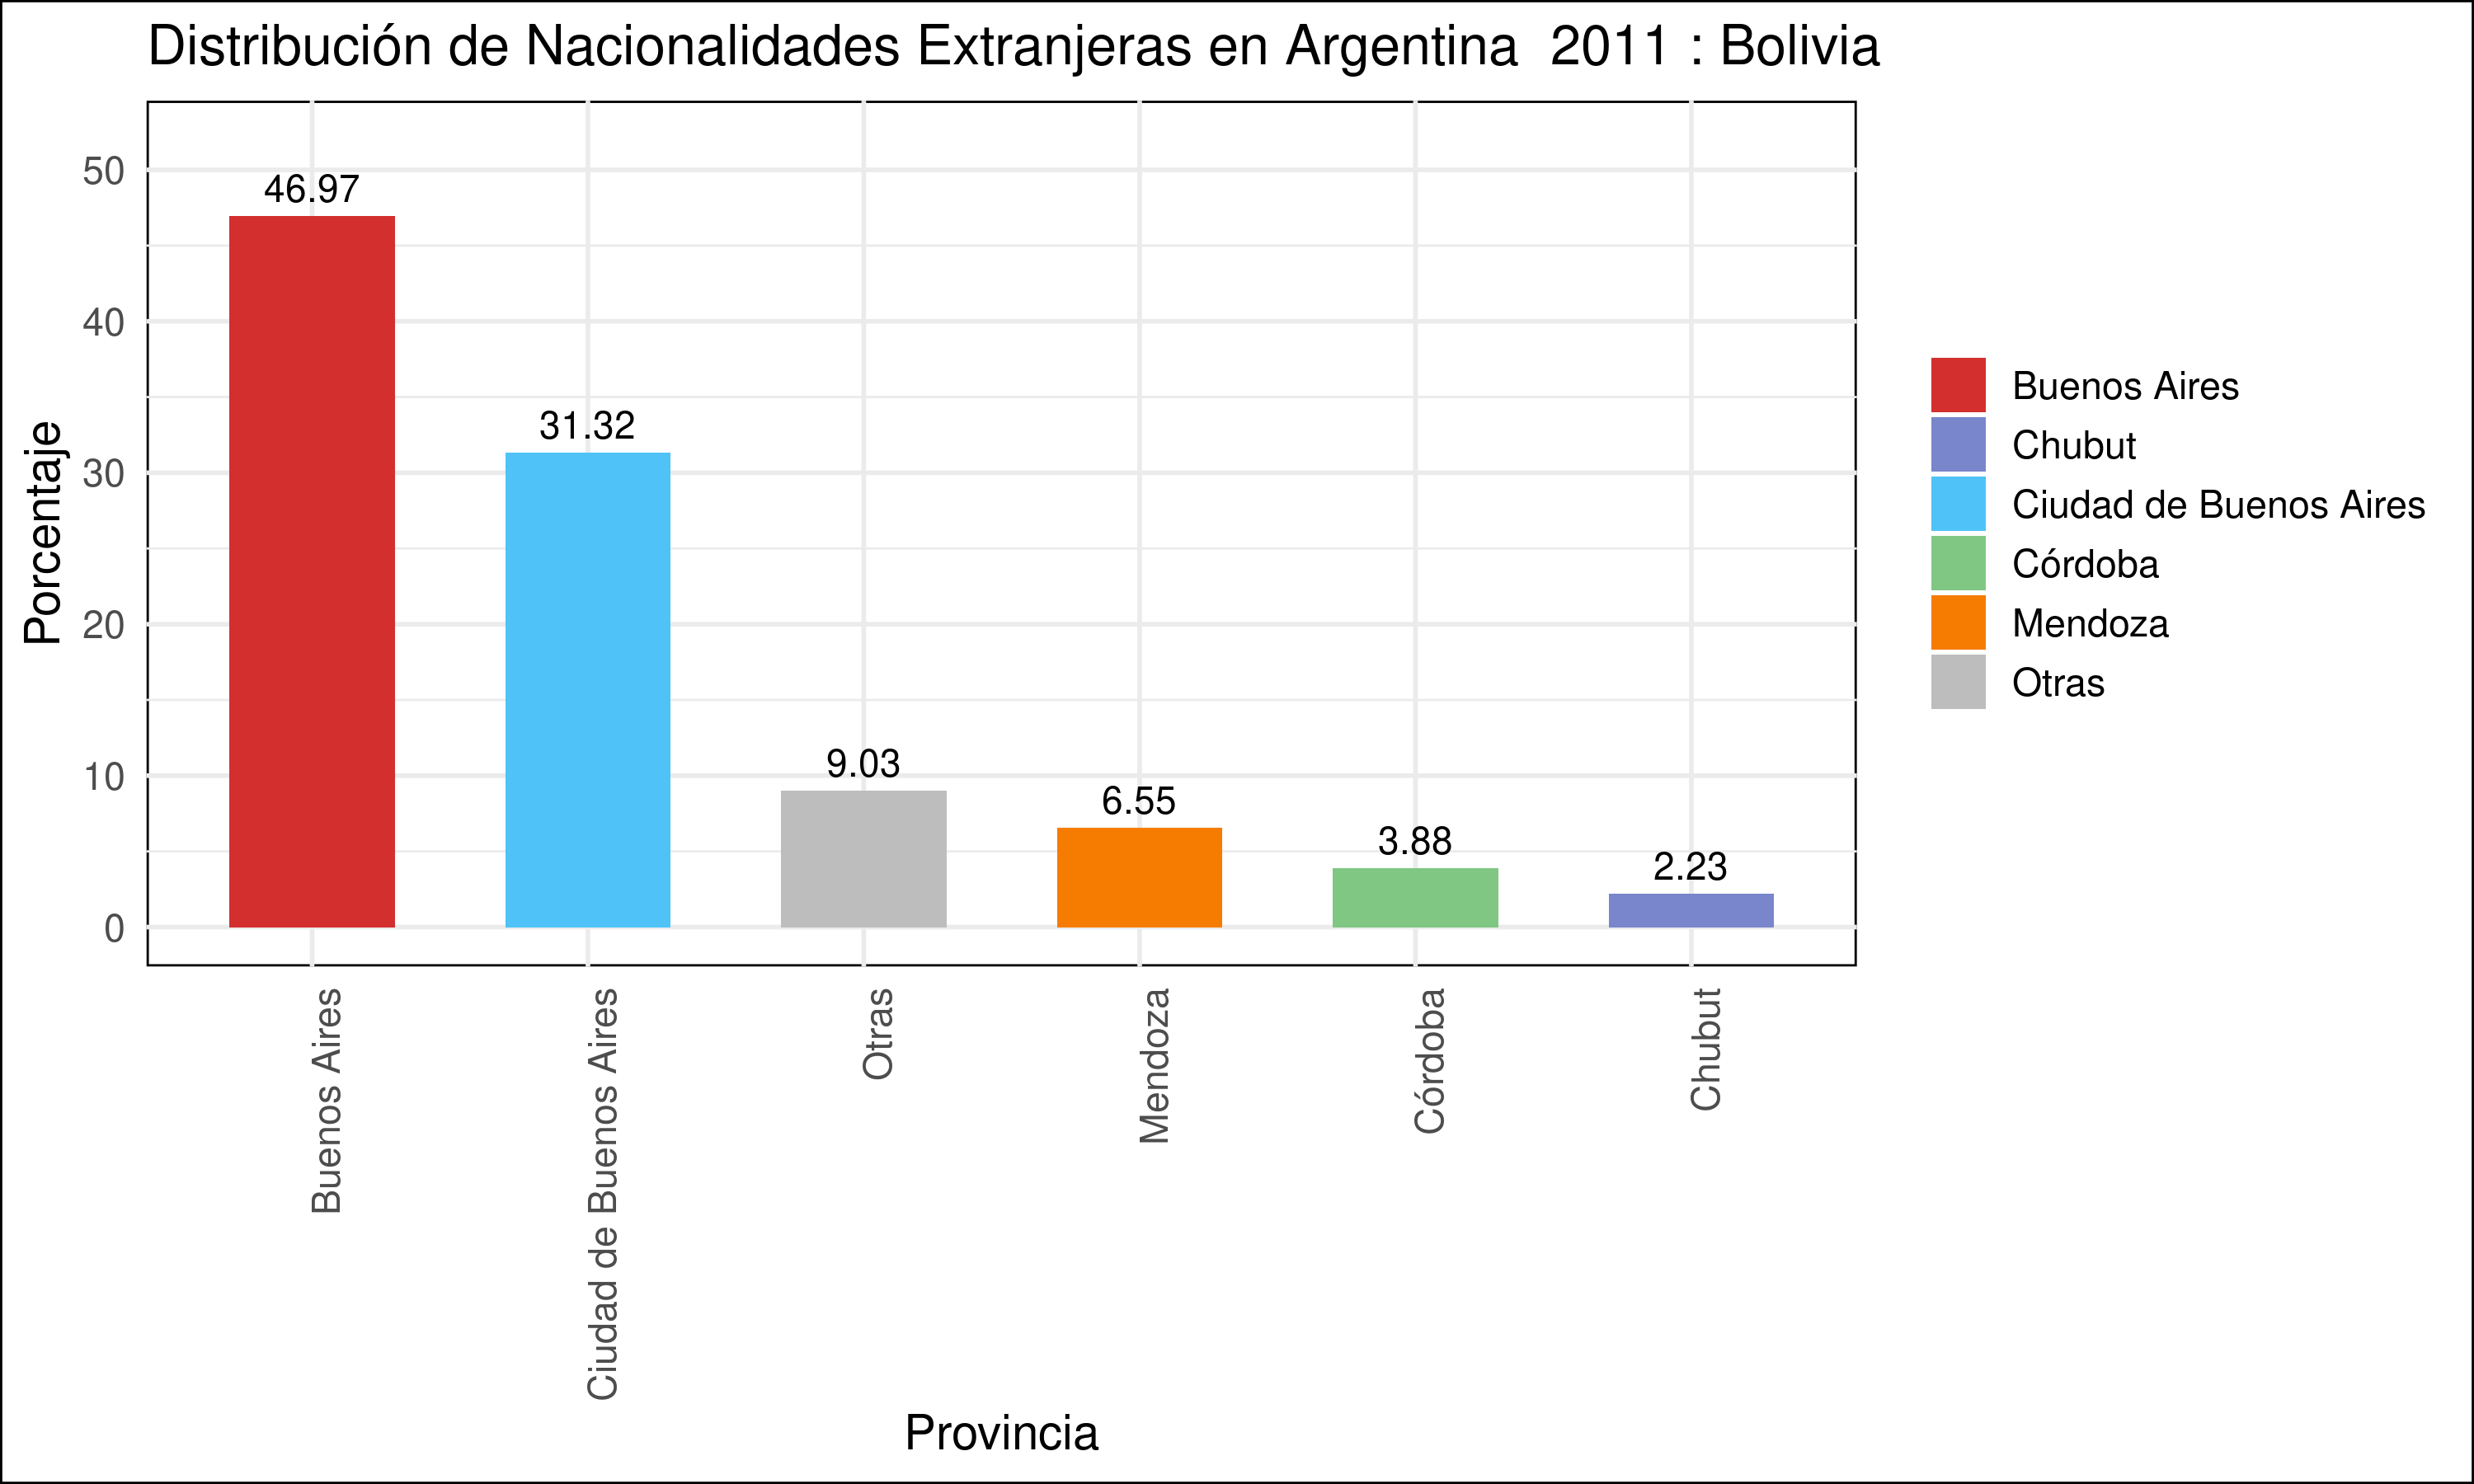 Distribución de Nacionalidades Extranjeras en Argentina  2011 : Bolivia
Porcentaje
50
40
30
20
10
0
46.97
31.32
9.03
6.55
3.88
2.23
Buenos Aires
Ciudad de Buenos Aires
Otras
Mendoza
Córdoba
Chubut
Provincia
Buenos Aires
Chubut
Ciudad de Buenos Aires
Córdoba
Mendoza
Otras